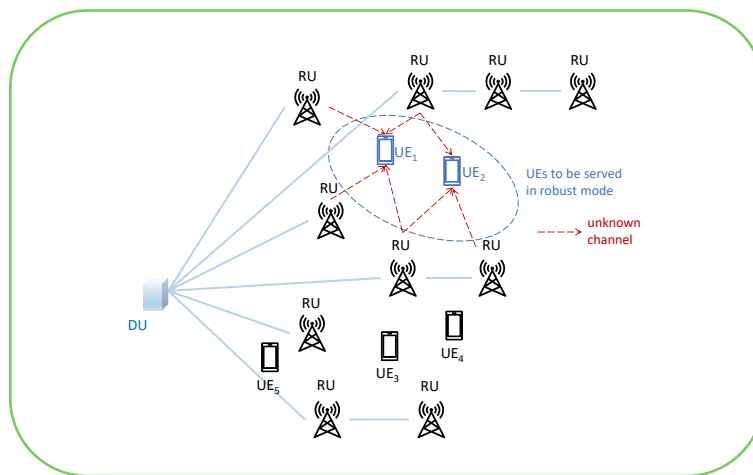 RU
RU
RU
RU
UE₁
UE₂
UEs to be served
in robust mode
RU
unknown
channel
RU
RU
DU
RU
UE₃
UE₄
UE₅
RU
RU